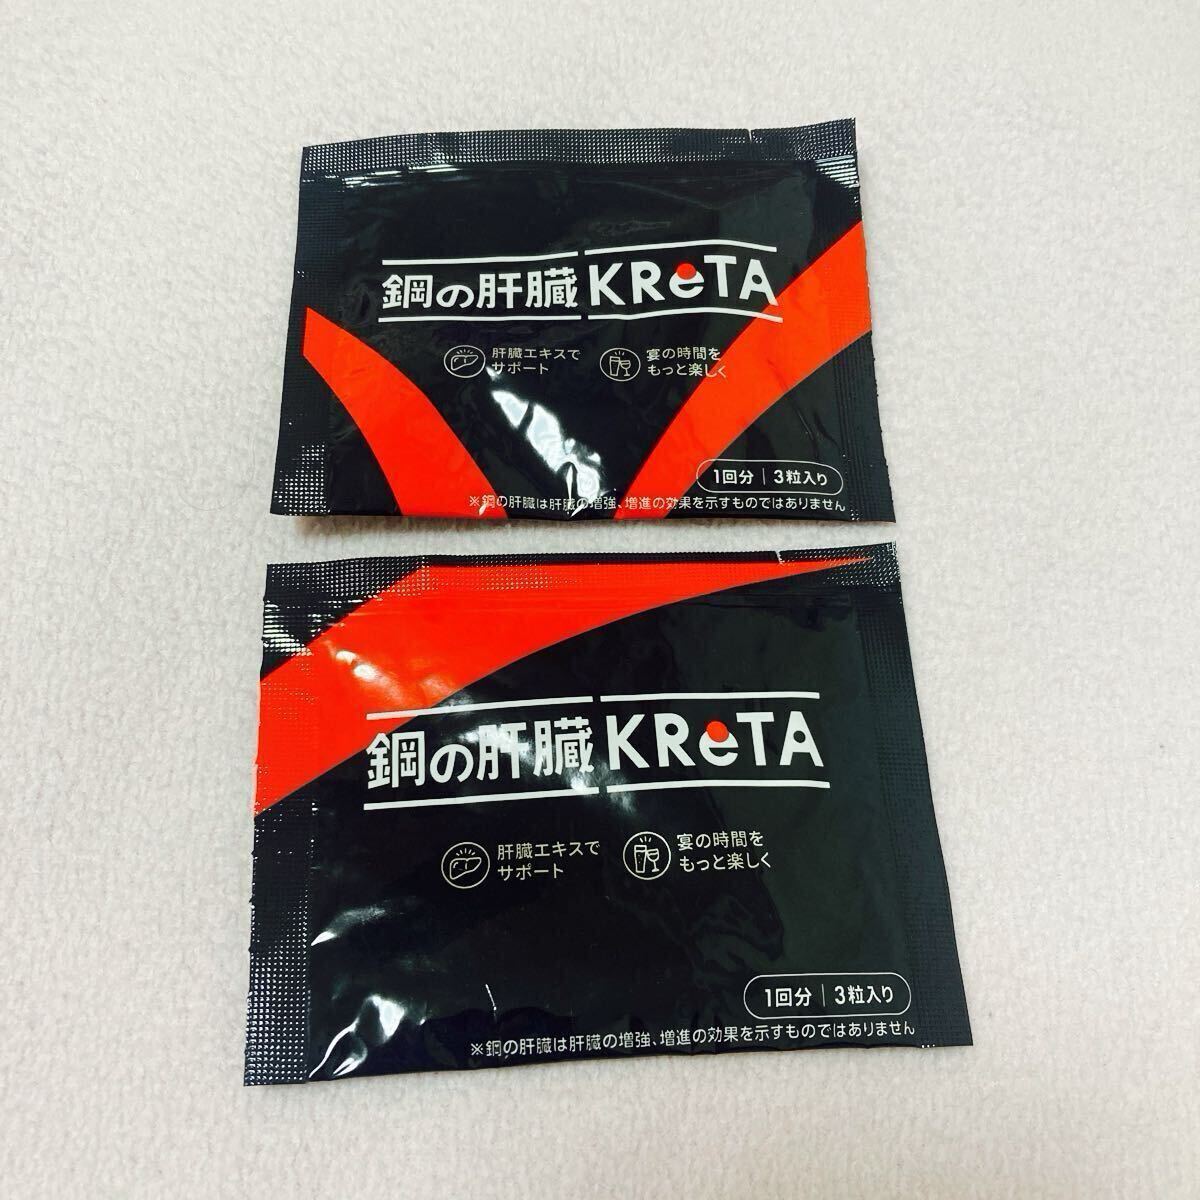 鋼の肝臓 KReTA
肝臓エキスで
サポート
宴の時間を
もっと楽しく
1回分 | 3粒入り
※鋼の肝臓は肝臓の増強、増進の効果を示すものではありません
鋼の肝臓 KReTA
肝臓エキスで
サポート
宴の時間を
もっと楽しく
1回分 | 3粒入り
※鋼の肝臓は肝臓の増強、増進の効果を示すものではありません